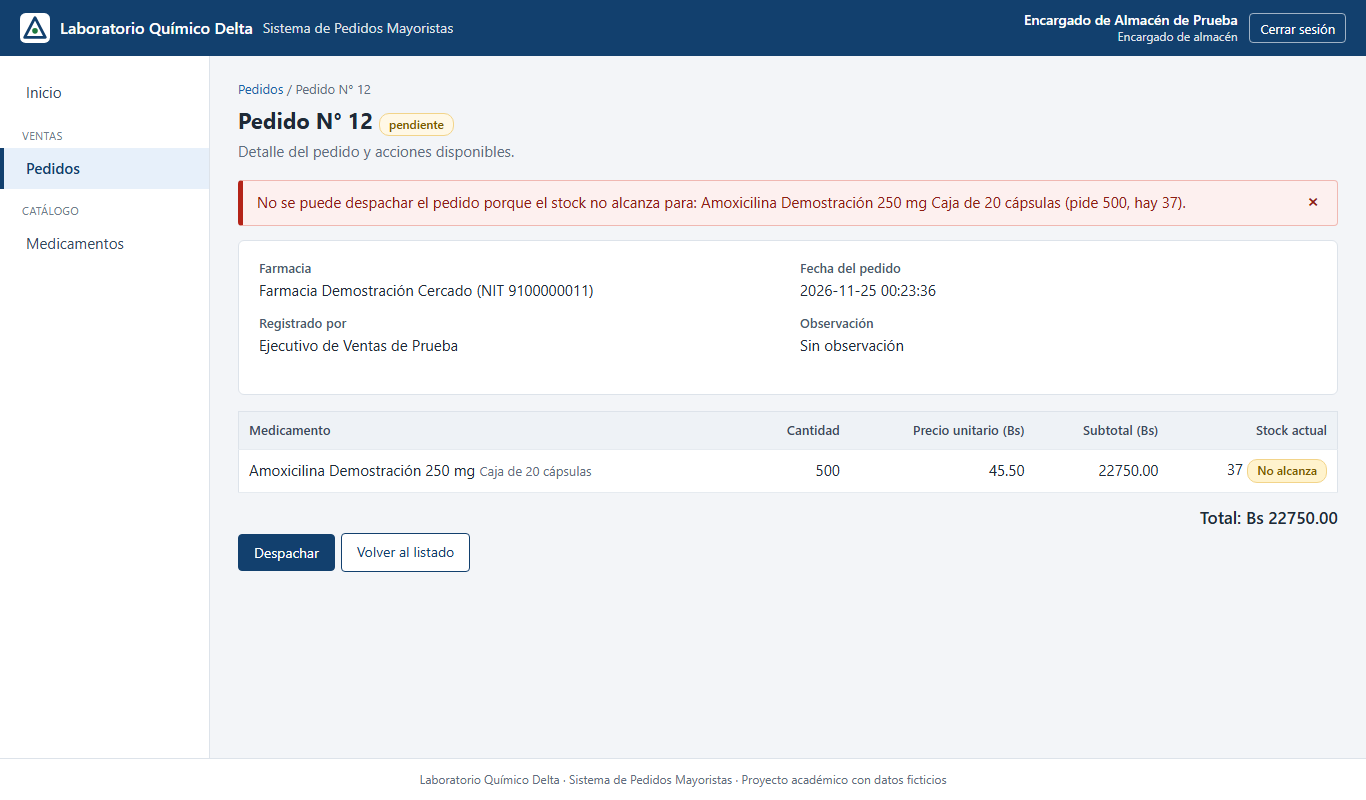 Laboratorio Químico Delta Sistema de Pedidos Mayoristas
Encargado de Almacén de Prueba
Encargado de almacén
Cerrar sesión
Inicio
VENTAS
Pedidos
CATÁLOGO
Medicamentos
Pedidos / Pedido N° 12
Pedido N° 12 pendiente
Detalle del pedido y acciones disponibles.
No se puede despachar el pedido porque el stock no alcanza para: Amoxicilina Demostración 250 mg Caja de 20 cápsulas (pide 500, hay 37). ×
Farmacia
Farmacia Demostración Cercado (NIT 9100000011)
Fecha del pedido
2026-11-25 00:23:36
Registrado por
Ejecutivo de Ventas de Prueba
Observación
Sin observación
Medicamento Cantidad Precio unitario (Bs) Subtotal (Bs) Stock actual
Amoxicilina Demostración 250 mg Caja de 20 cápsulas 500 45.50 22750.00 37 No alcanza
Total: Bs 22750.00
Despachar Volver al listado
Laboratorio Químico Delta · Sistema de Pedidos Mayoristas · Proyecto académico con datos ficticios